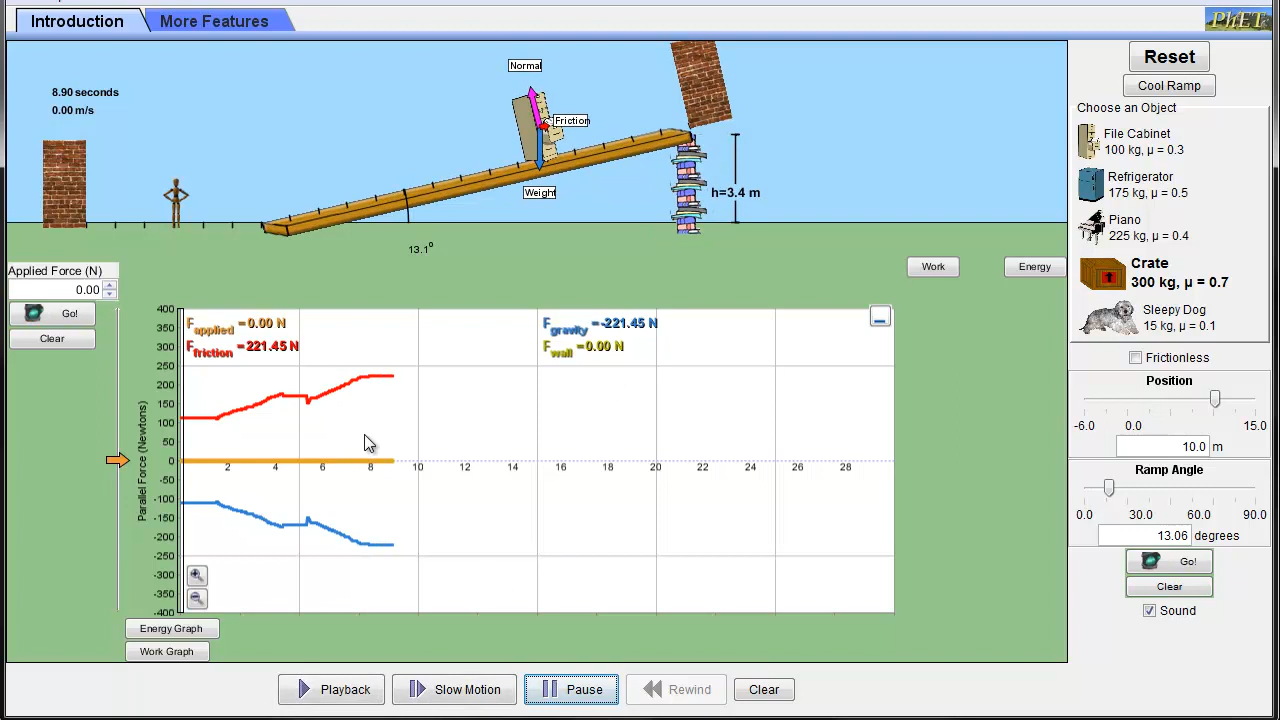 Introduction
More Features
PhET
8.90 seconds
0.00 m/s
Normal
Friction
Weight
h=3.4 m
13.1⁰
Reset
Cool Ramp
Choose an Object
File Cabinet
100 kg, µ = 0.3
Refrigerator
175 kg, µ = 0.5
Piano
225 kg, µ = 0.4
Crate
300 kg, µ = 0.7
Sleepy Dog
15 kg, µ = 0.1
Frictionless
Position
-6.0 0.0 15.0
10.0 m
Ramp Angle
0.0 30.0 60.0 90.0
13.06 degrees
Go!
Clear
Sound
Applied Force (N)
0.00
Go!
Clear
Work
Energy
Parallel Force (Newtons)
400
350
300
250
200
150
100
50
0
-50
-100
-150
-200
-250
-300
-350
-400
Fapplied = 0.00 N
Ffriction = 221.45 N
Fgravity = -221.45 N
Fwall = 0.00 N
2 4 6 8 10 12 14 16 18 20 22 24 26 28
Energy Graph
Work Graph
Playback
Slow Motion
Pause
Rewind
Clear